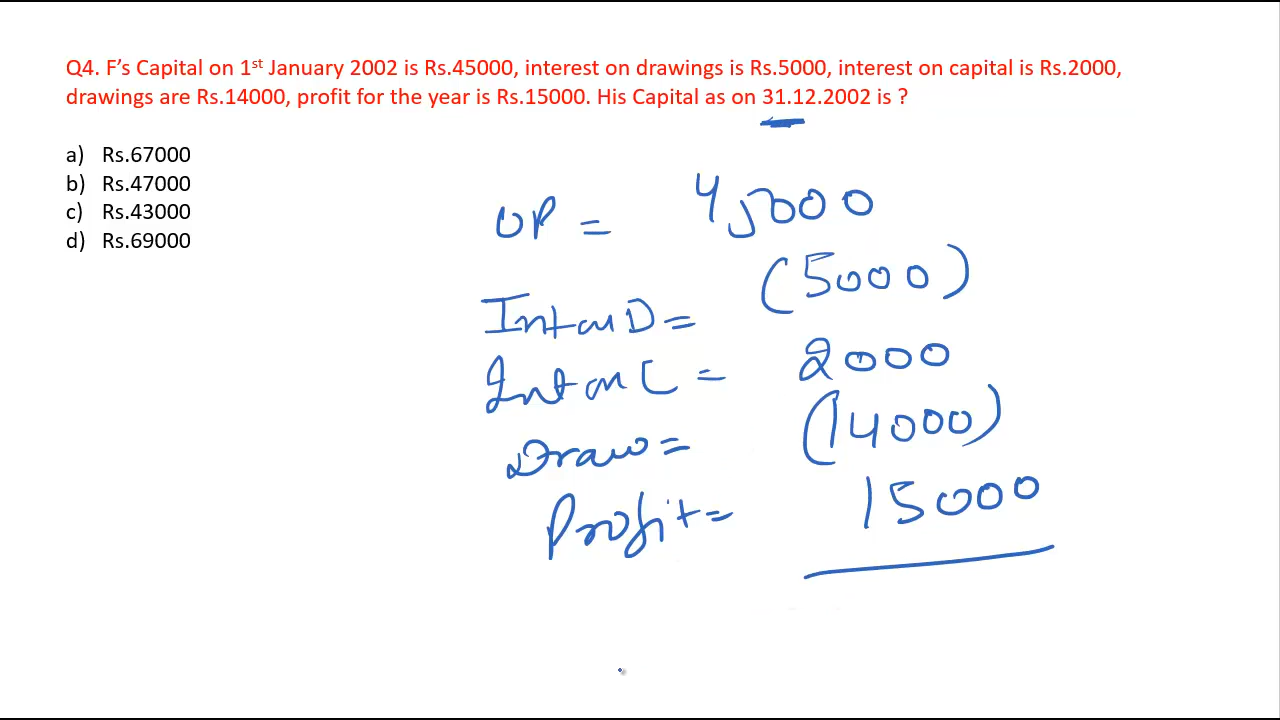 Q4. F’s Capital on 1st January 2002 is Rs.45000, interest on drawings is Rs.5000, interest on capital is Rs.2000,
drawings are Rs.14000, profit for the year is Rs.15000. His Capital as on 31.12.2002 is ?
a) Rs.67000
b) Rs.47000
c) Rs.43000
d) Rs.69000
OP = 45000
Int on D = (5000)
Int on C = 2000
Draw = (14000)
Profit = 15000